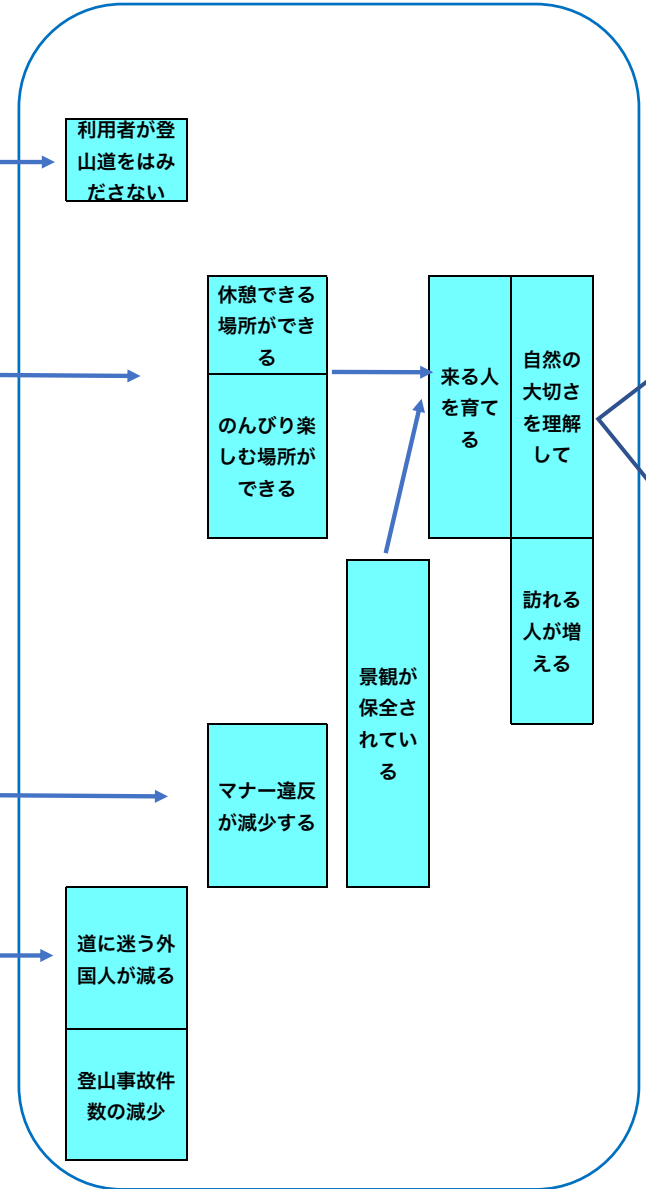 利用者が登
山道をはみ
ださない
休憩できる
場所ができ
る
のんびり楽
しむ場所が
できる
来る人
を育て
る
自然の
大切さ
を理解
して
訪れる
人が増
える
景観が
保全さ
れてい
る
マナー違反
が減少する
道に迷う外
国人が減る
登山事故件
数の減少